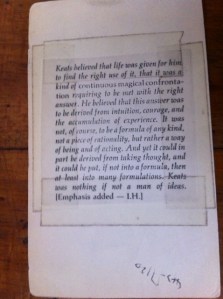 Keats believed that life was given for him
to find the right use of it, that it was a
kind of continuous magical confronta-
tion requiring to be met with the right
answer. He believed that this answer was
to be derived from intuition, courage, and
the accumulation of experience. It was
not, of course, to be a formula of any kind,
not a piece of rationality, but rather a way
of being and of acting. And yet it could in
part be derived from taking thought, and
it could be put, if not into a formula, then
at least into many formulations. Keats
was nothing if not a man of ideas.
[Emphasis added — I.H.]